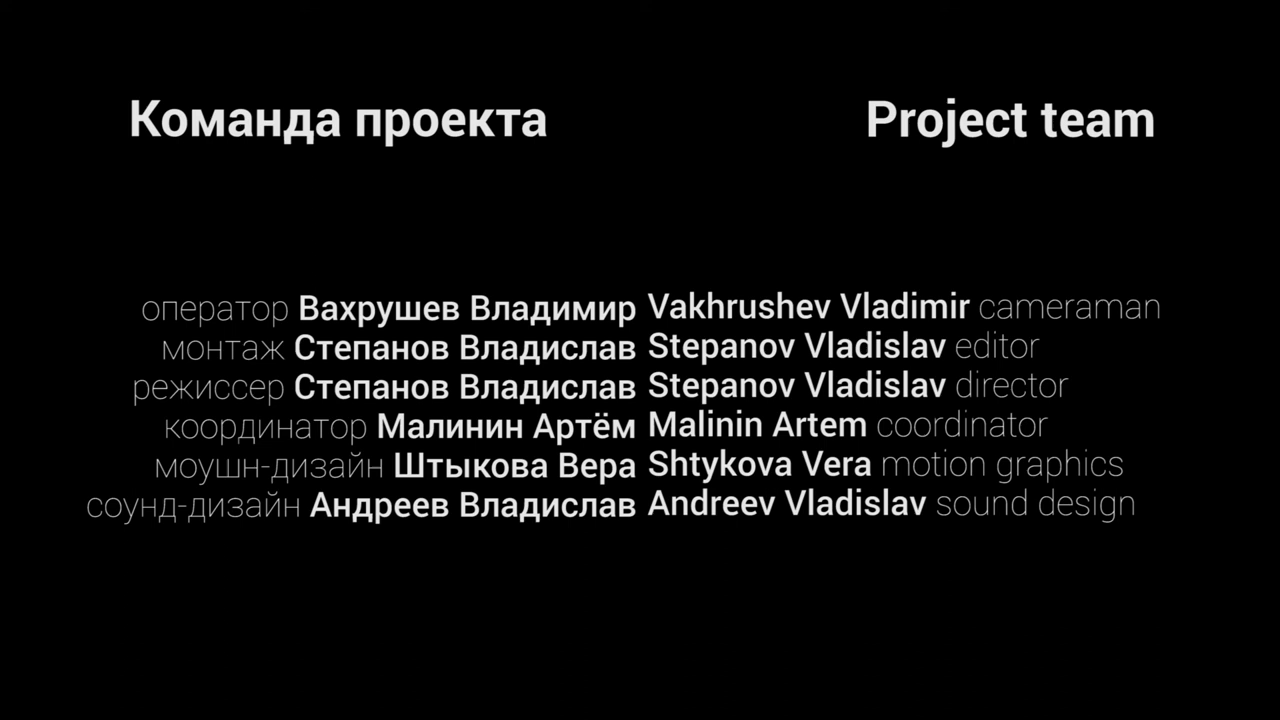 Команда проекта Project team
оператор Вахрушев Владимир Vakhrushev Vladimir cameraman
монтаж Степанов Владислав Stepanov Vladislav editor
режиссер Степанов Владислав Stepanov Vladislav director
координатор Малинин Артём Malinin Artem coordinator
моушн-дизайн Штыкова Вера Shtykova Vera motion graphics
соунд-дизайн Андреев Владислав Andreev Vladislav sound design